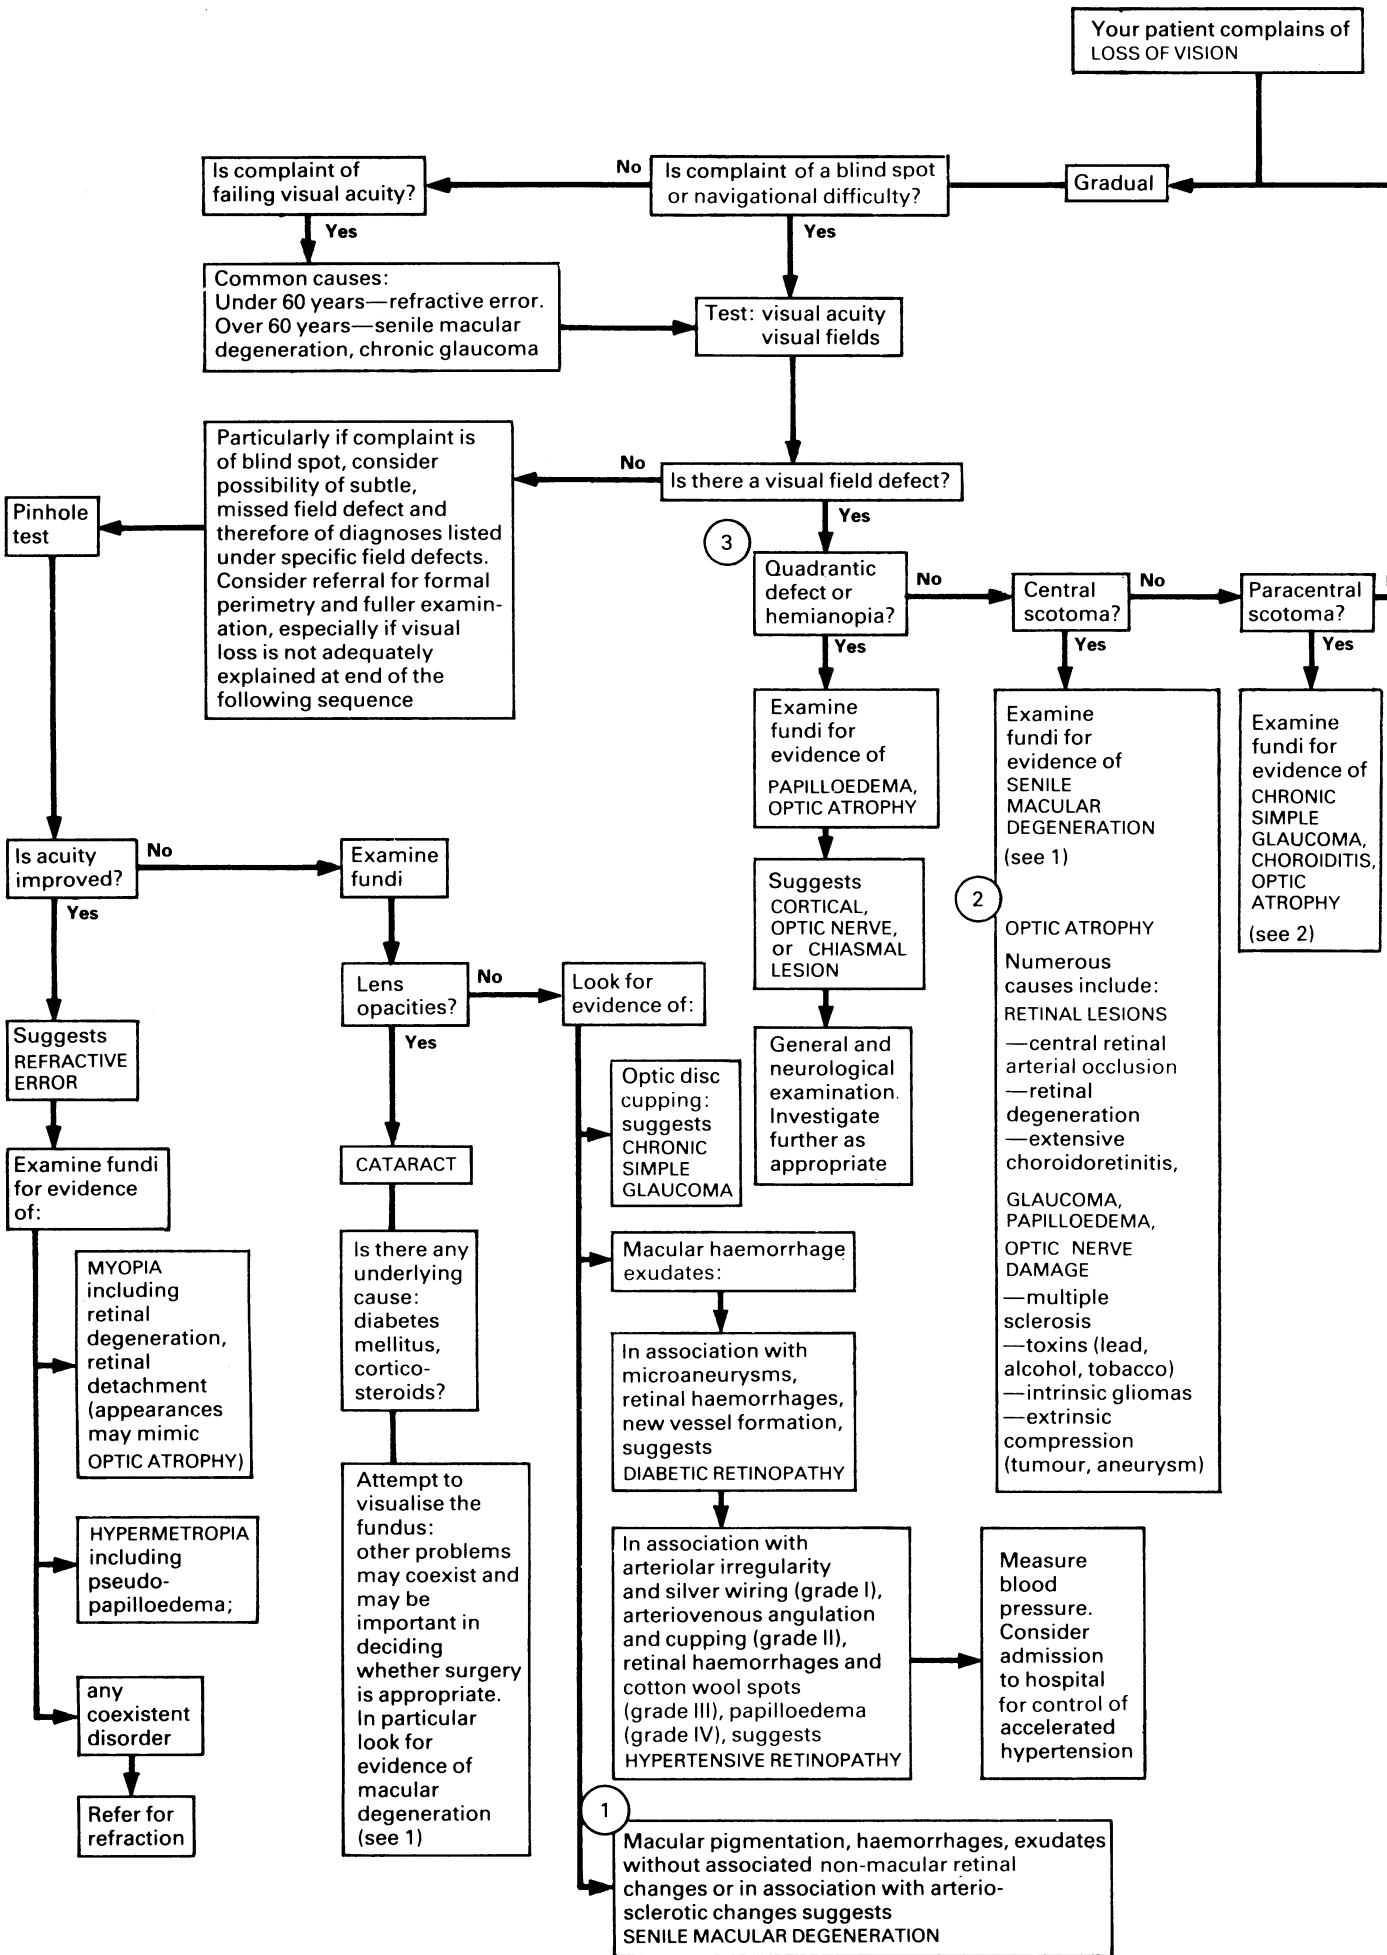 Your patient complains of
LOSS OF VISION
Gradual
Is complaint of a blind spot
or navigational difficulty?
No
Is complaint of
failing visual acuity?
Yes
Yes
Common causes:
Under 60 years—refractive error.
Over 60 years—senile macular
degeneration, chronic glaucoma
Test: visual acuity
visual fields
Is there a visual field defect?
No
Particularly if complaint is
of blind spot, consider
possibility of subtle,
missed field defect and
therefore of diagnoses listed
under specific field defects.
Consider referral for formal
perimetry and fuller examin-
ation, especially if visual
loss is not adequately
explained at end of the
following sequence
Pinhole
test
Yes
3
Quadrantic
defect or
hemianopia?
No
Central
scotoma?
No
Paracentral
scotoma?
Yes
Yes
Yes
Examine
fundi for
evidence of
PAPILLOEDEMA,
OPTIC ATROPHY
Suggests
CORTICAL,
OPTIC NERVE,
or CHIASMAL
LESION
General and
neurological
examination.
Investigate
further as
appropriate
Examine
fundi for
evidence of
SENILE
MACULAR
DEGENERATION
(see 1)
2
OPTIC ATROPHY
Numerous
causes include:
RETINAL LESIONS
—central retinal
arterial occlusion
—retinal
degeneration
—extensive
choroidoretinitis,
GLAUCOMA,
PAPILLOEDEMA,
OPTIC NERVE
DAMAGE
—multiple
sclerosis
—toxins (lead,
alcohol, tobacco)
—intrinsic gliomas
—extrinsic
compression
(tumour, aneurysm)
Examine
fundi for
evidence of
CHRONIC
SIMPLE
GLAUCOMA,
CHOROIDITIS,
OPTIC
ATROPHY
(see 2)
Is acuity
improved?
No
Examine
fundi
Yes
Suggests
REFRACTIVE
ERROR
Examine fundi
for evidence
of:
MYOPIA
including
retinal
degeneration,
retinal
detachment
(appearances
may mimic
OPTIC ATROPHY)
HYPERMETROPIA
including
pseudo-
papilloedema;
any
coexistent
disorder
Refer for
refraction
Lens
opacities?
No
Yes
CATARACT
Is there any
underlying
cause:
diabetes
mellitus,
cortico-
steroids?
Attempt to
visualise the
fundus:
other problems
may coexist and
may be
important in
deciding
whether surgery
is appropriate.
In particular
look for
evidence of
macular
degeneration
(see 1)
Look for
evidence of:
Optic disc
cupping:
suggests
CHRONIC
SIMPLE
GLAUCOMA
Macular haemorrhage
exudates:
In association with
microaneurysms,
retinal haemorrhages,
new vessel formation,
suggests
DIABETIC RETINOPATHY
In association with
arteriolar irregularity
and silver wiring (grade I),
arteriovenous angulation
and cupping (grade II),
retinal haemorrhages and
cotton wool spots
(grade III), papilloedema
(grade IV), suggests
HYPERTENSIVE RETINOPATHY
Measure
blood
pressure.
Consider
admission
to hospital
for control of
accelerated
hypertension
1
Macular pigmentation, haemorrhages, exudates
without associated non-macular retinal
changes or in association with arterio-
sclerotic changes suggests
SENILE MACULAR DEGENERATION